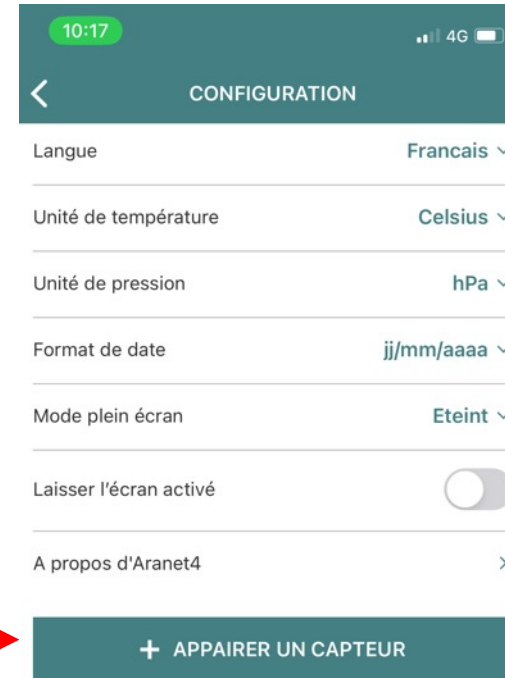 10:17
4G
CONFIGURATION
Langue Francais
Unité de température Celsius
Unité de pression hPa
Format de date jj/mm/aaaa
Mode plein écran Eteint
Laisser l'écran activé
A propos d'Aranet4
+ APPAIRER UN CAPTEUR